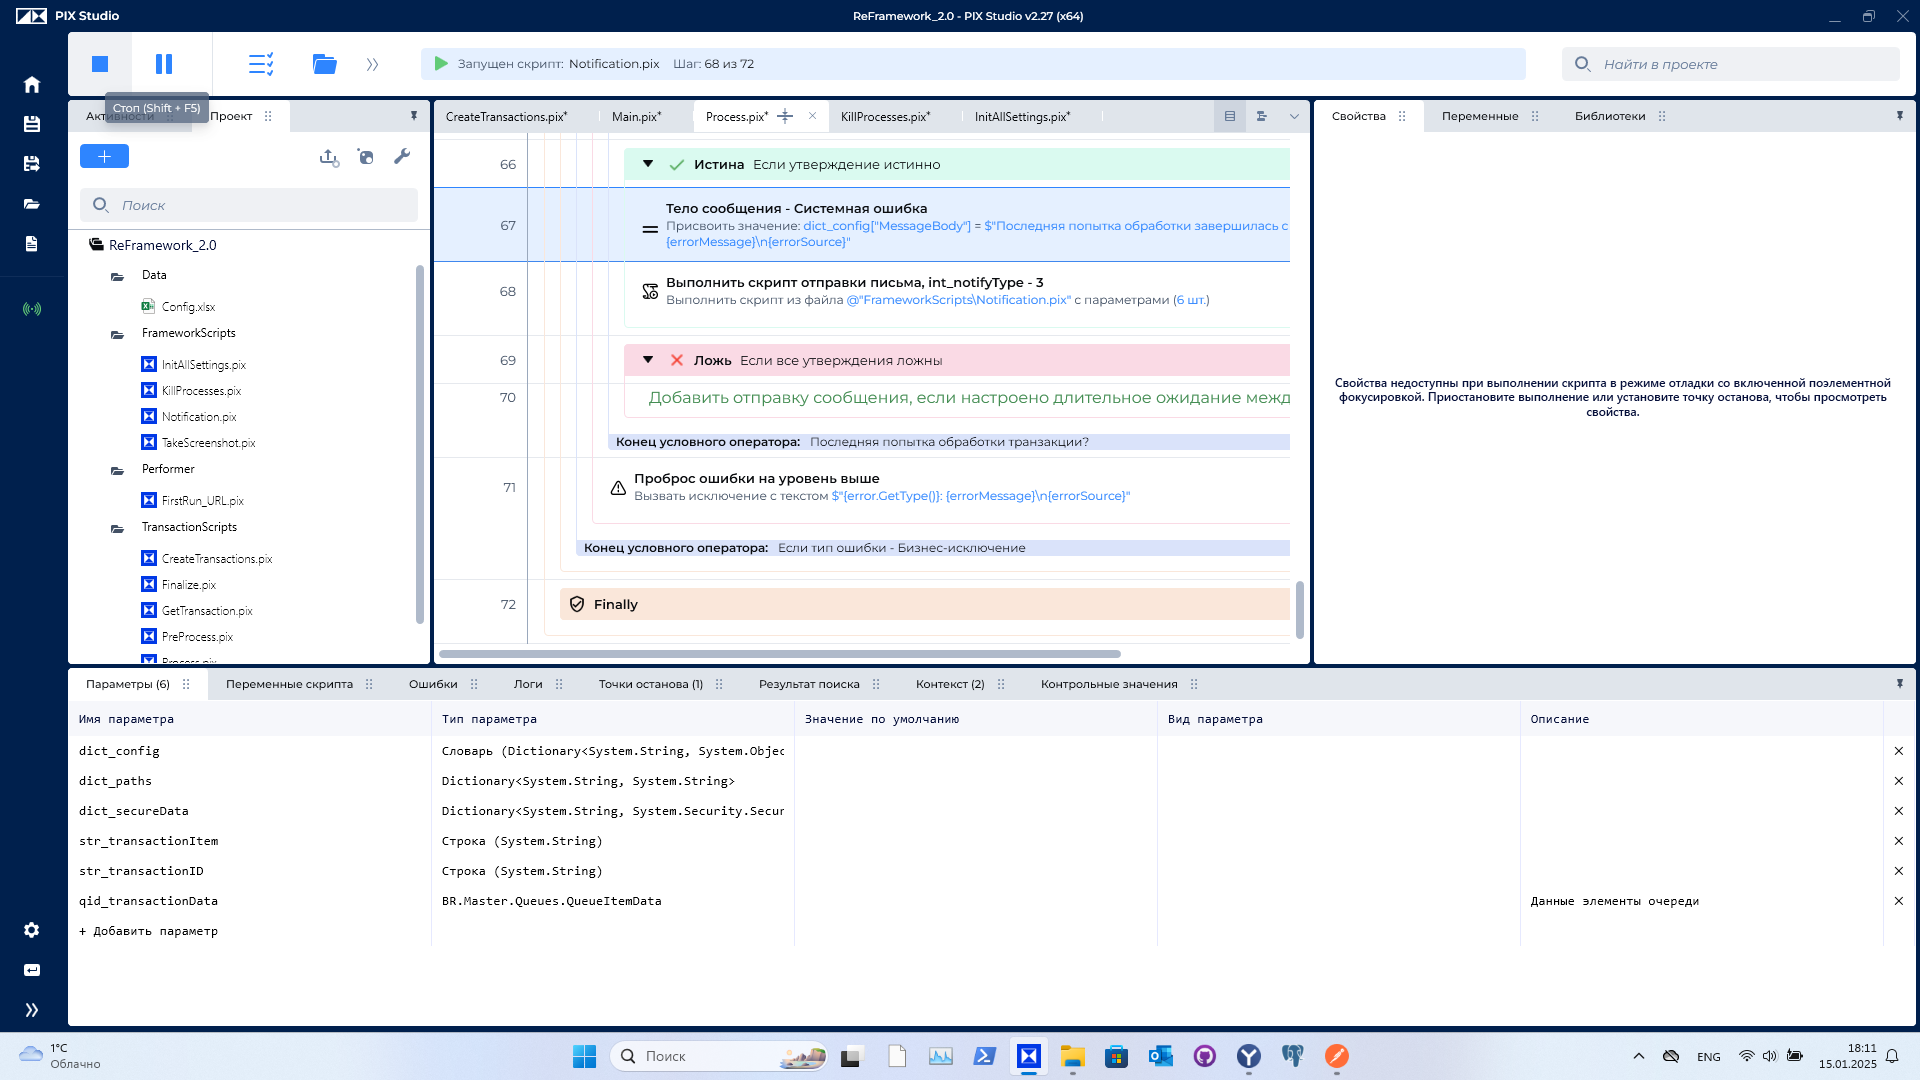 PIX Studio
ReFramework_2.0 - PIX Studio v2.27 (x64)
Запущен скрипт: Notification.pix Шаг: 68 из 72
Найти в проекте
Стоп (Shift + F5)
Активности
Проект
CreateTransactions.pix*
Main.pix*
Process.pix*
KillProcesses.pix*
InitAllSettings.pix*
Свойства
Переменные
Библиотеки
Поиск
ReFramework_2.0
Data
Config.xlsx
FrameworkScripts
InitAllSettings.pix
KillProcesses.pix
Notification.pix
TakeScreenshot.pix
Performer
FirstRun_URL.pix
TransactionScripts
CreateTransactions.pix
Finalize.pix
GetTransaction.pix
PreProcess.pix
Process.pix
66 Истина Если утверждение истинно
67 Тело сообщения - Системная ошибка
Присвоить значение: dict_config["MessageBody"] = $"Последняя попытка обработки завершилась с
{errorMessage}\n{errorSource}"
68 Выполнить скрипт отправки письма, int_notifyType - 3
Выполнить скрипт из файла @"FrameworkScripts\Notification.pix" с параметрами (6 шт.)
69 Ложь Если все утверждения ложны
70 Добавить отправку сообщения, если настроено длительное ожидание межд
Конец условного оператора: Последняя попытка обработки транзакции?
71 Проброс ошибки на уровень выше
Вызвать исключение с текстом $"{error.GetType()}: {errorMessage}\n{errorSource}"
Конец условного оператора: Если тип ошибки - Бизнес-исключение
72 Finally
Свойства недоступны при выполнении скрипта в режиме отладки со включенной поэлементной
фокусировкой. Приостановите выполнение или установите точку останова, чтобы просмотреть
свойства.
Параметры (6)
Переменные скрипта
Ошибки
Логи
Точки останова (1)
Результат поиска
Контекст (2)
Контрольные значения
Имя параметра Тип параметра Значение по умолчанию Вид параметра Описание
dict_config Словарь (Dictionary<System.String, System.Objec
dict_paths Dictionary<System.String, System.String>
dict_secureData Dictionary<System.String, System.Security.Secur
str_transactionItem Строка (System.String)
str_transactionID Строка (System.String)
qid_transactionData BR.Master.Queues.QueueItemData Данные элементы очереди
+ Добавить параметр
1°C
Облачно
Поиск
ENG
18:11
15.01.2025